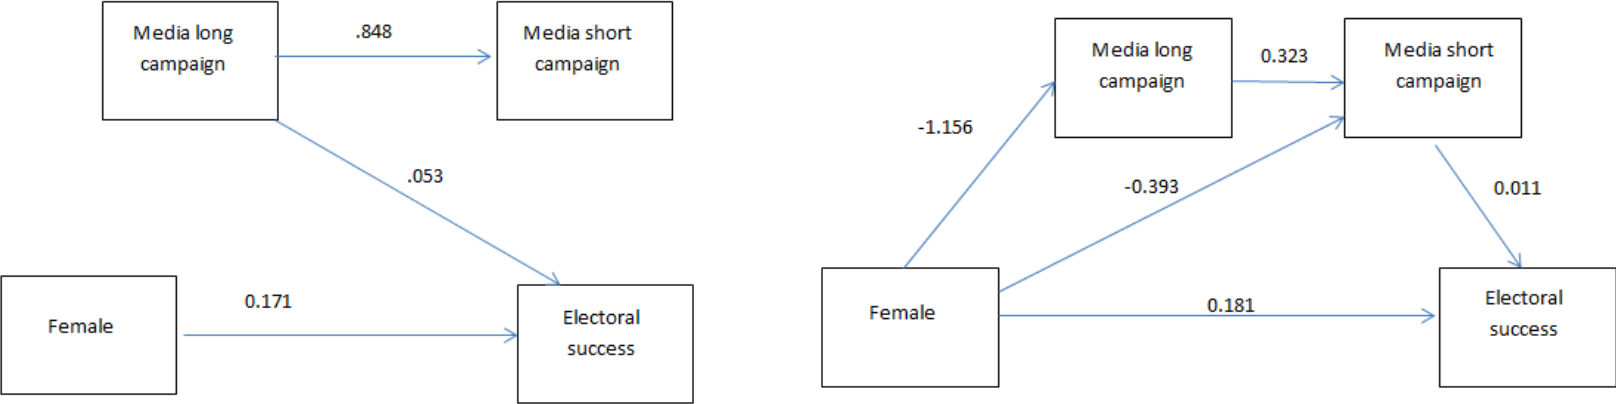 Media long
campaign
.848
Media short
campaign
.053
Female
0.171
Electoral
success
Media long
campaign
0.323
Media short
campaign
-1.156
-0.393
0.011
Female
0.181
Electoral
success